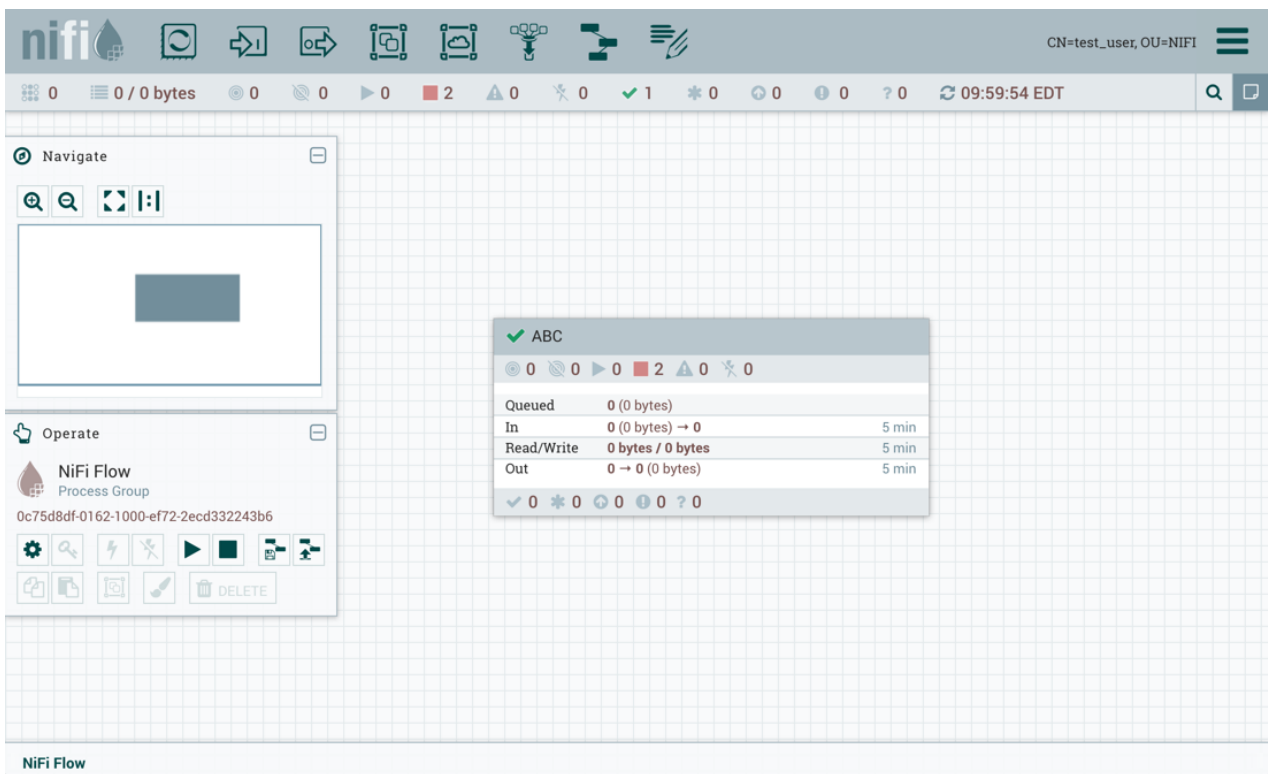 nifi
CN=test_user, OU=NIFI
0 0 / 0 bytes 0 0 0 2 0 0 1 0 0 0 ? 0 09:59:54 EDT
Navigate
Operate
NiFi Flow
Process Group
0c75d8df-0162-1000-ef72-2ecd332243b6
DELETE
ABC
0 0 0 2 0 0
Queued 0 (0 bytes)
In 0 (0 bytes) → 0 5 min
Read/Write 0 bytes / 0 bytes 5 min
Out 0 → 0 (0 bytes) 5 min
0 0 0 0 ? 0
NiFi Flow